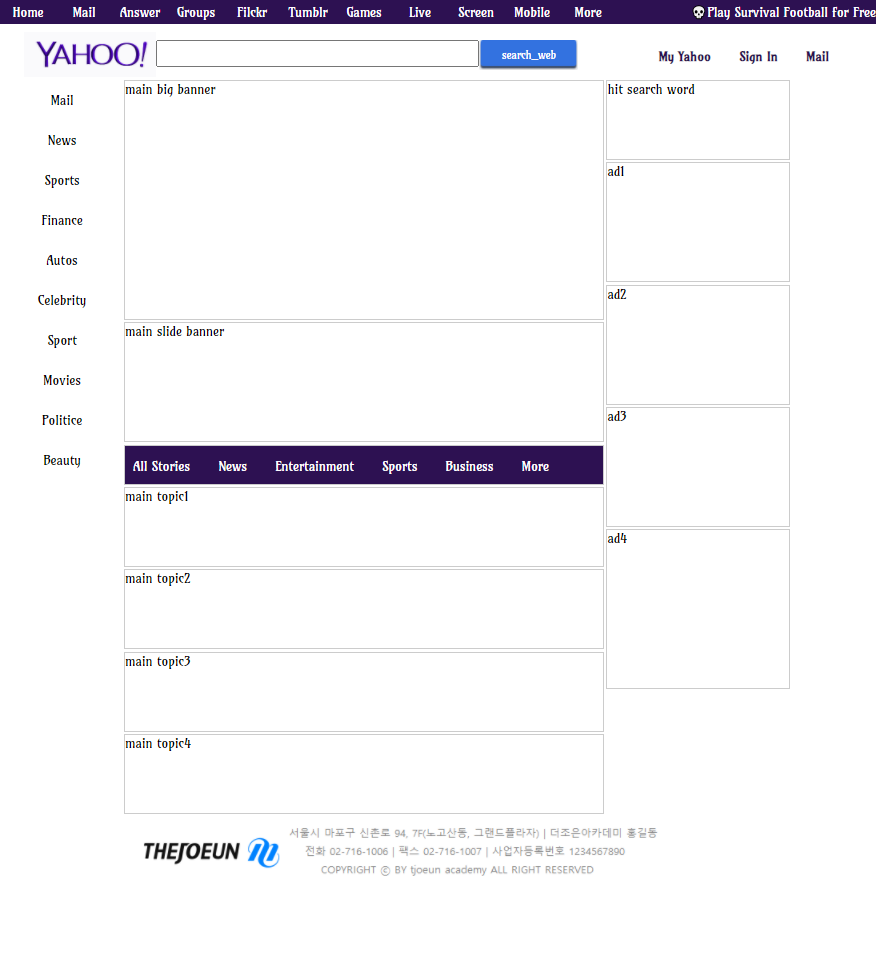 Home Mail Answer Groups Filckr Tumblr Games Live Screen Mobile More Play Survival Football for Free
YAHOO! search_web My Yahoo Sign In Mail
Mail
News
Sports
Finance
Autos
Celebrity
Sport
Movies
Politice
Beauty
main big banner
main slide banner
All Stories News Entertainment Sports Business More
main topic1
main topic2
main topic3
main topic4
hit search word
ad1
ad2
ad3
ad4
THEJOEUN
서울시 마포구 신촌로 94, 7F(노고산동, 그랜드플라자) | 더조은아카데미 홍길동
전화 02-716-1006 | 팩스 02-716-1007 | 사업자등록번호 1234567890
COPYRIGHT ⓒ BY tjoeun academy ALL RIGHT RESERVED